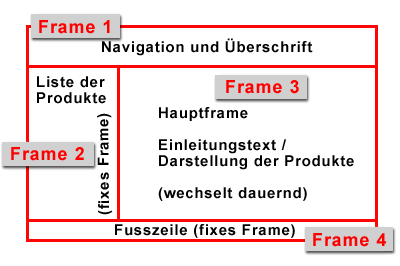 Frame 1
Navigation und Überschrift
Liste der
Produkte
Frame 2
(fixes Frame)
Frame 3
Hauptframe
Einleitungstext /
Darstellung der Produkte
(wechselt dauernd)
Fusszeile (fixes Frame)
Frame 4